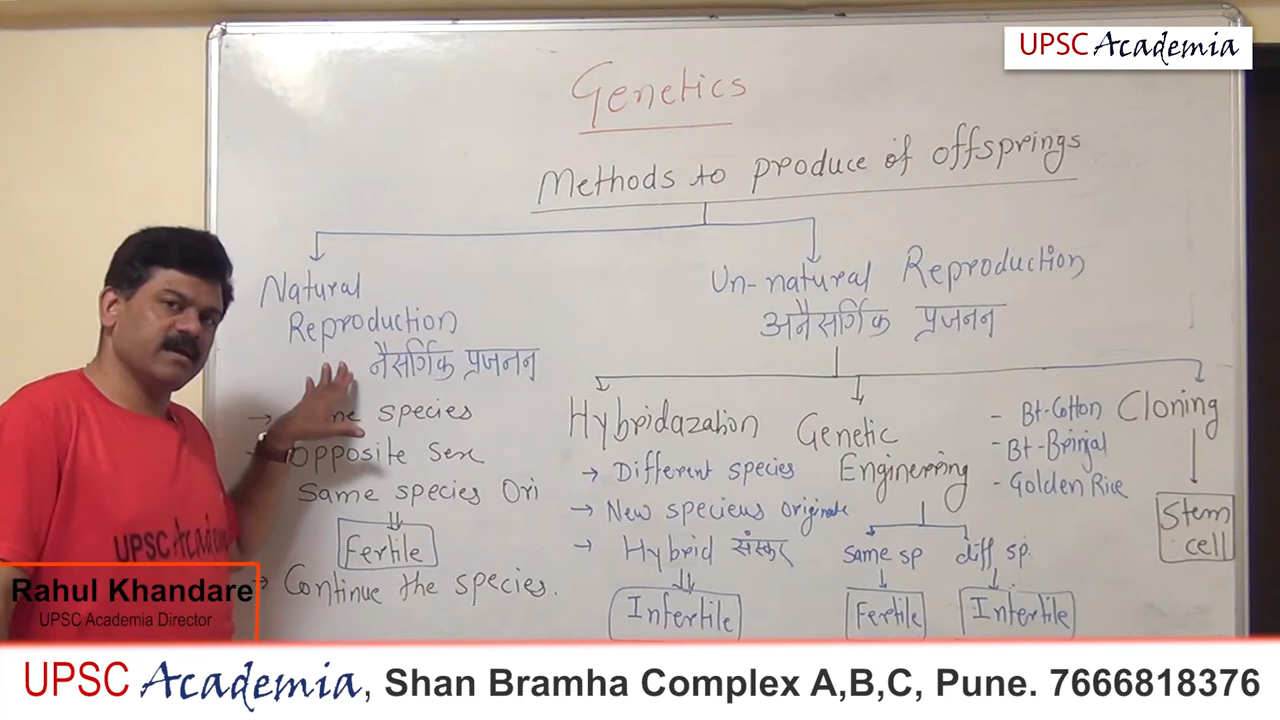 UPSC Academia
Genetics
Methods to produce of offsprings
Natural
Reproduction
नैसर्गिक प्रजनन
→ species
Opposite Sex
Same species Ori
Fertile
→ Continue the species.
Un-natural Reproduction
अनैसर्गिक प्रजनन
Hybridazation
→ Different species
→ New specieus originate
→ Hybrid संस्कर
Infertile
Genetic
Engineering
same sp diff sp.
Fertile Infertile
- Bt-Cotton
- Bt-Brinjal
- Golden Rice
Cloning
Stem
cell
UPSC Academia
Rahul Khandare
UPSC Academia Director
UPSC Academia, Shan Bramha Complex A,B,C, Pune. 7666818376